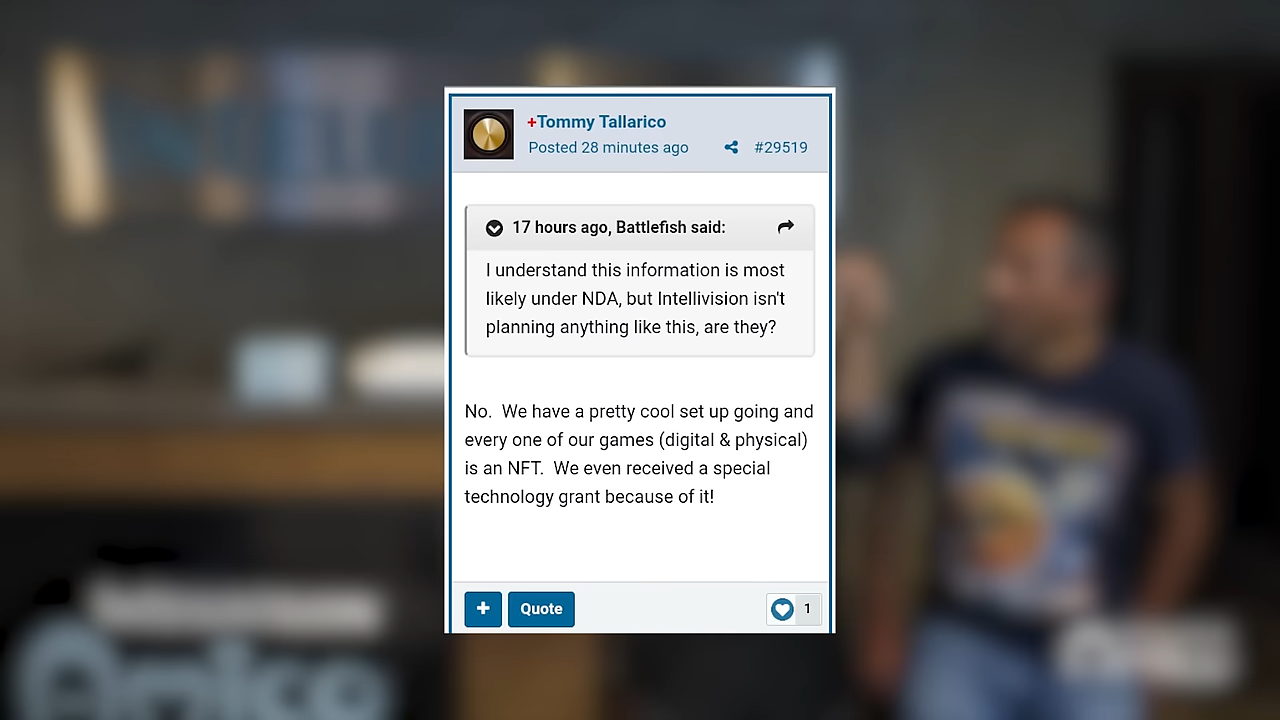 +Tommy Tallarico
Posted 28 minutes ago #29519
17 hours ago, Battlefish said:
I understand this information is most
likely under NDA, but Intellivision isn't
planning anything like this, are they?
No. We have a pretty cool set up going and
every one of our games (digital & physical)
is an NFT. We even received a special
technology grant because of it!
+ Quote 1
Amico